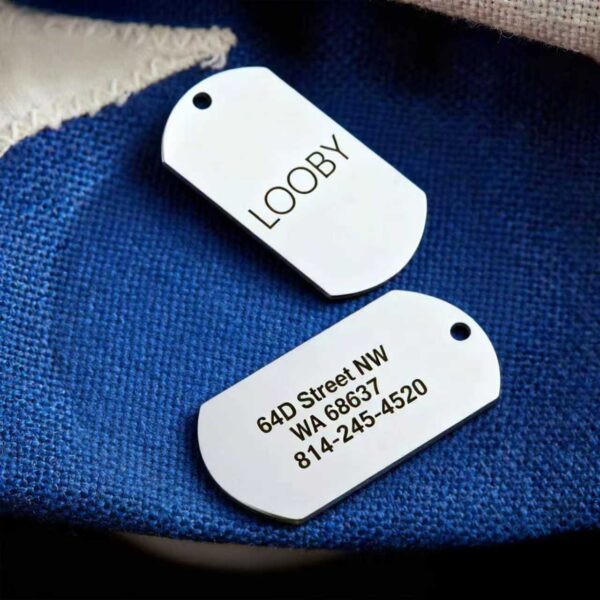 LOOBY
64D Street NW
WA 68637
814-245-4520